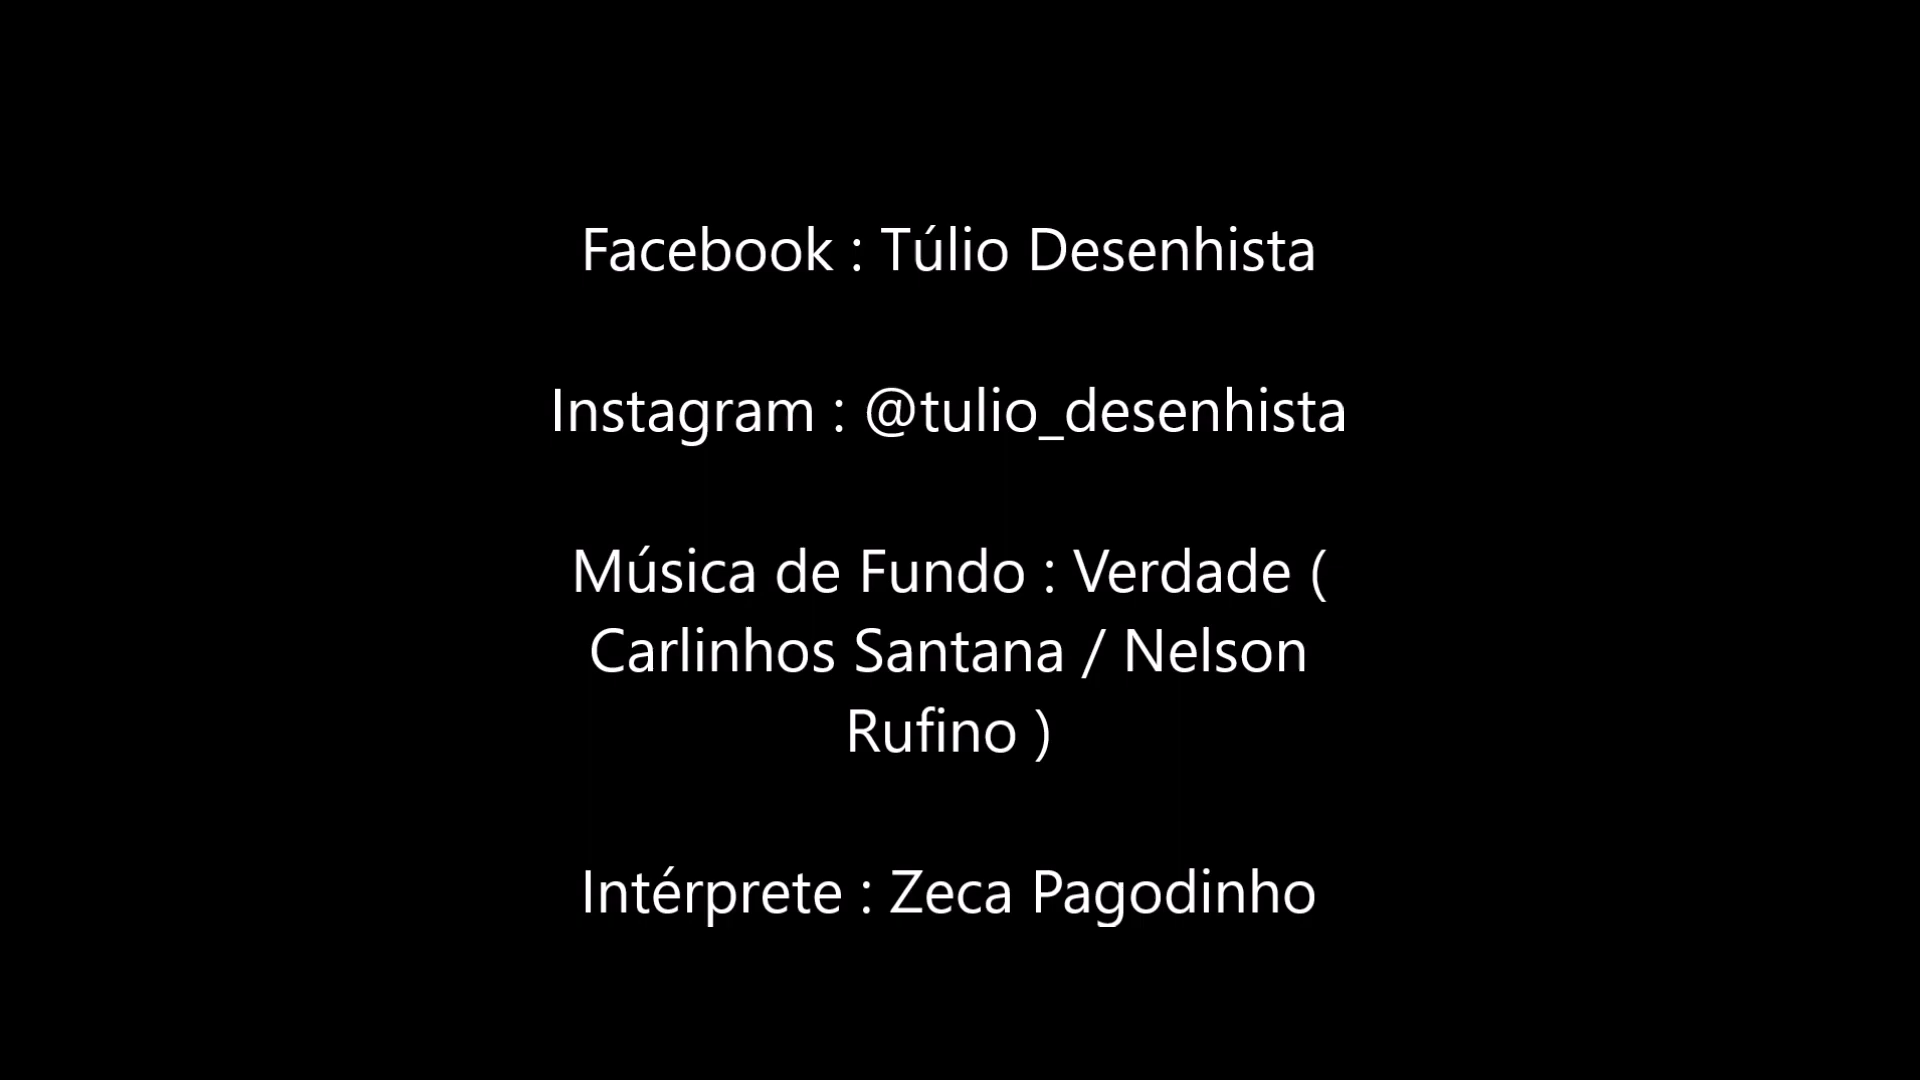 Facebook : Túlio Desenhista
Instagram : @tulio_desenhista
Música de Fundo : Verdade (
Carlinhos Santana / Nelson
Rufino )
Intérprete : Zeca Pagodinho